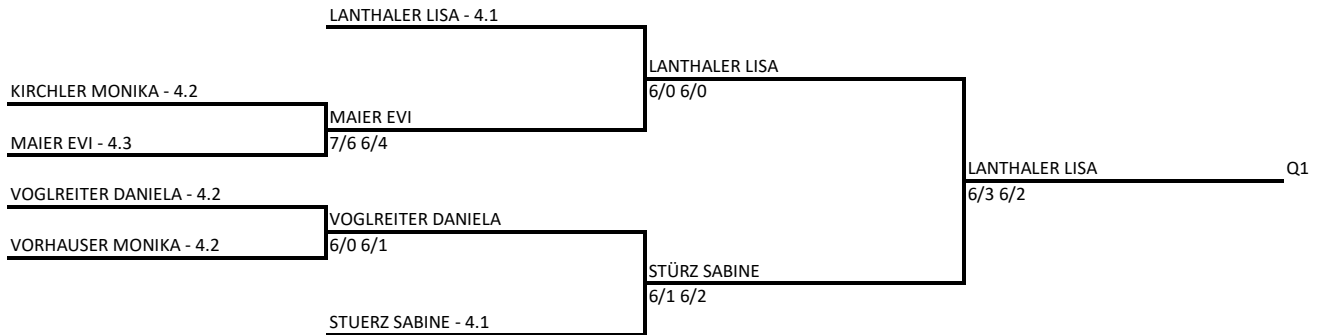 LANTHALER LISA - 4.1
LANTHALER LISA
KIRCHLER MONIKA - 4.2
6/0 6/0
MAIER EVI
MAIER EVI - 4.3
7/6 6/4
LANTHALER LISA Q1
VOGLREITER DANIELA - 4.2
6/3 6/2
VOGLREITER DANIELA
VORHAUSER MONIKA - 4.2
6/0 6/1
STÜRZ SABINE
6/1 6/2
STUERZ SABINE - 4.1